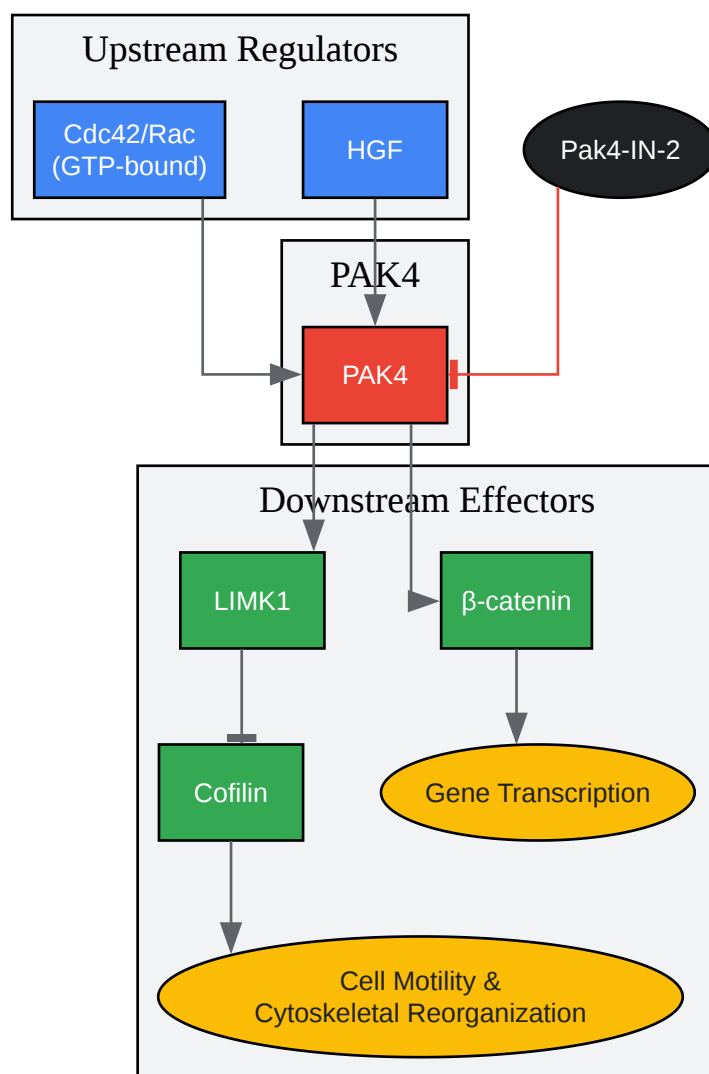 Upstream Regulators
Cdc42/Rac
(GTP-bound)
HGF
Pak4-IN-2
PAK4
PAK4
Downstream Effectors
LIMK1
β-catenin
Cofilin
Gene Transcription
Cell Motility &
Cytoskeletal Reorganization